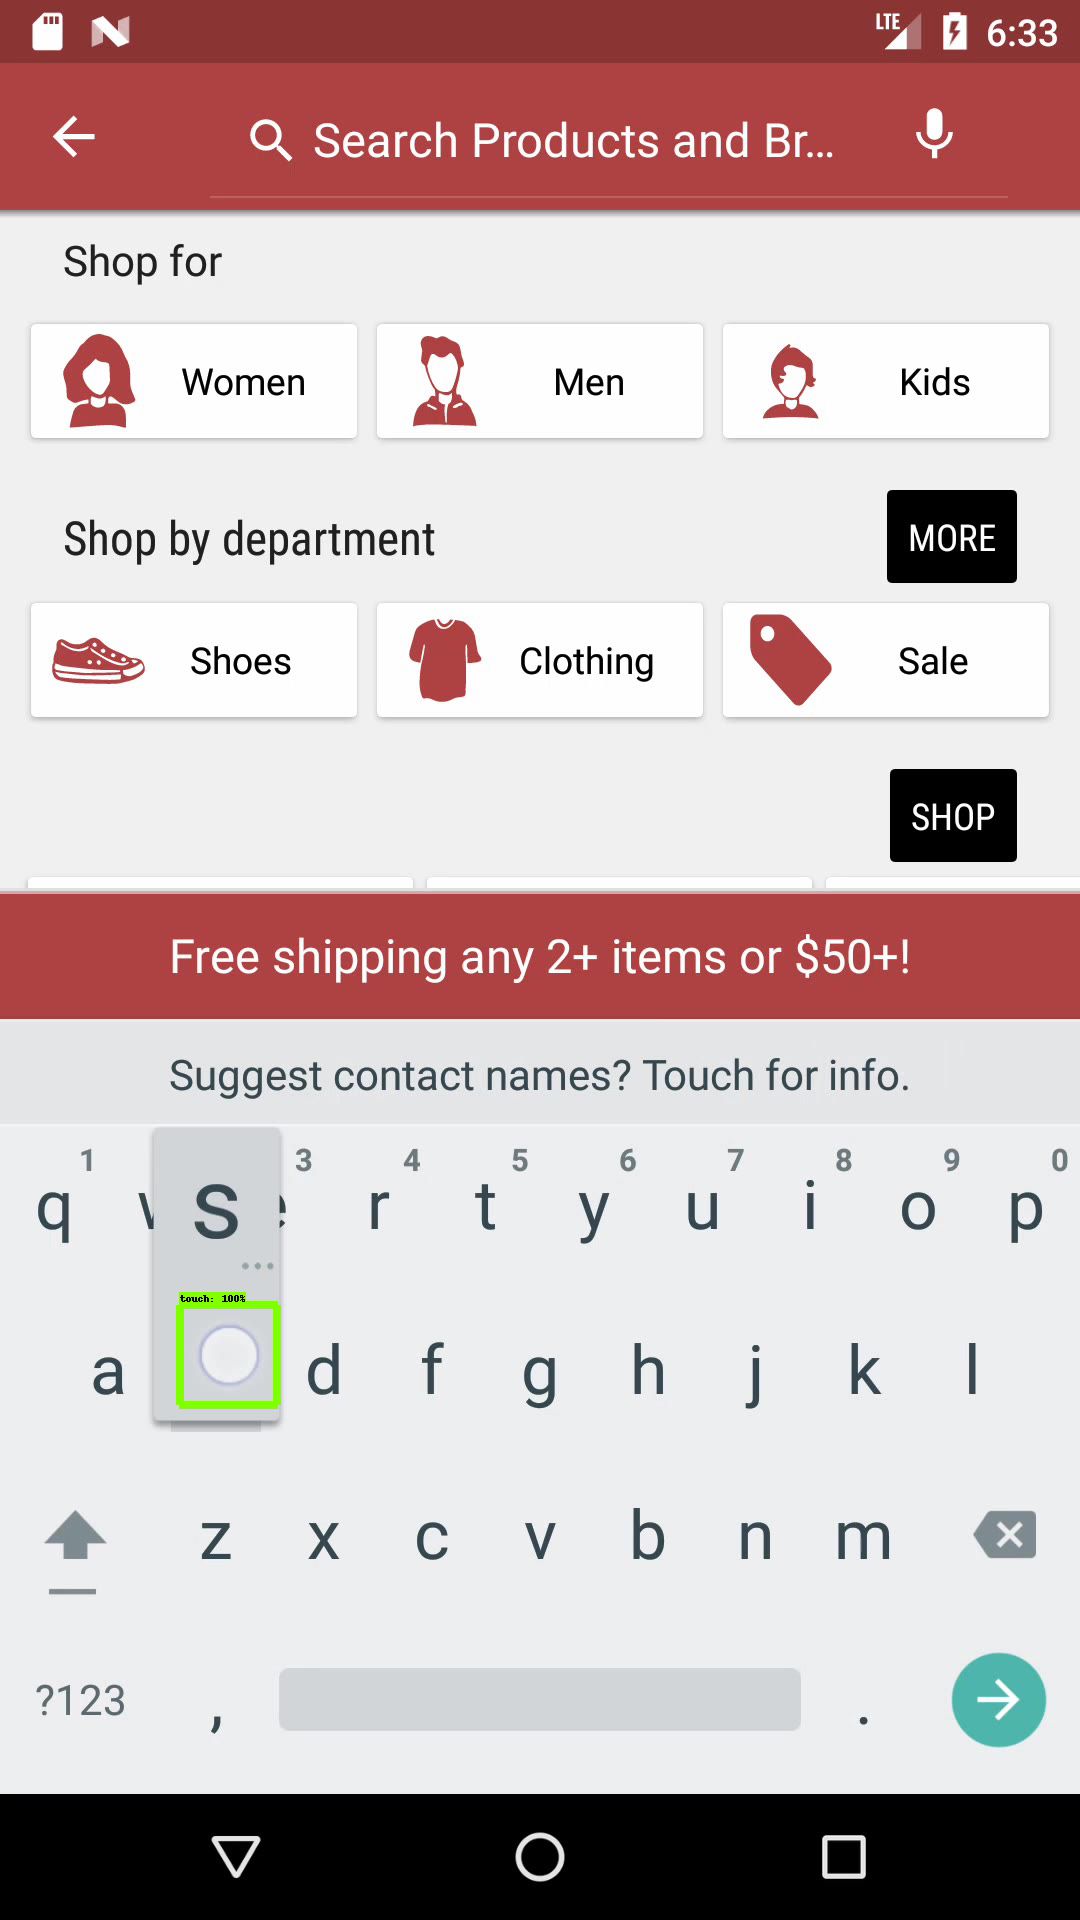 LTE 6:33
Search Products and Br...
Shop for
Women Men Kids
Shop by department MORE
Shoes Clothing Sale
SHOP
Free shipping any 2+ items or $50+!
Suggest contact names? Touch for info.
1 3 4 5 6 7 8 9 0
q w s e r t y u i o p
touch: 100%
a d f g h j k l
z x c v b n m
?123 , .